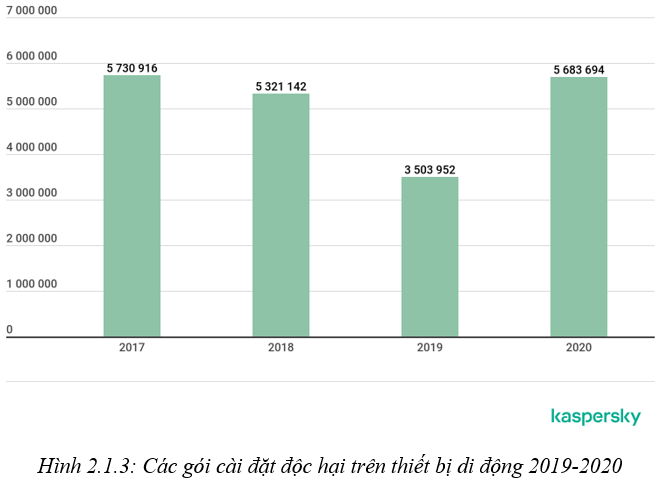 7 000 000
6 000 000
5 730 916
5 683 694
5 321 142
5 000 000
4 000 000
3 503 952
3 000 000
2 000 000
1 000 000
0
2017 2018 2019 2020
kaspersky
Hình 2.1.3: Các gói cài đặt độc hại trên thiết bị di động 2019-2020